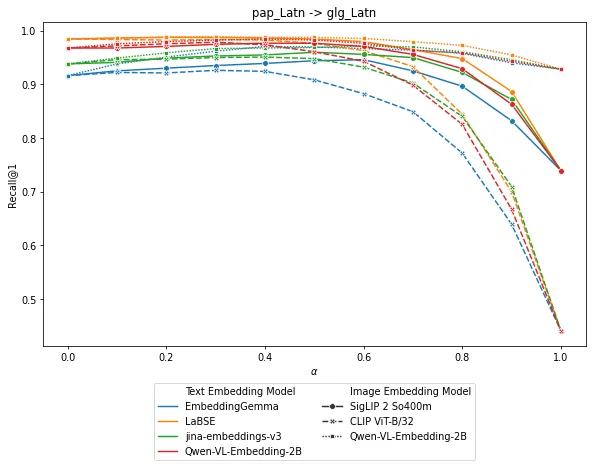 pap_Latn -> glg_Latn
1.00
0.9
0.8
0.7
0.6
0.5
Recall@1
0.0
0.2
0.4
0.6
0.8
1.0
α
Text Embedding Model
EmbeddingGemma
LaBSE
jina-embeddings-v3
Qwen-VL-Embedding-2B
Image Embedding Model
SigLIP 2 So400m
CLIP ViT-B/32
Qwen-VL-Embedding-2B